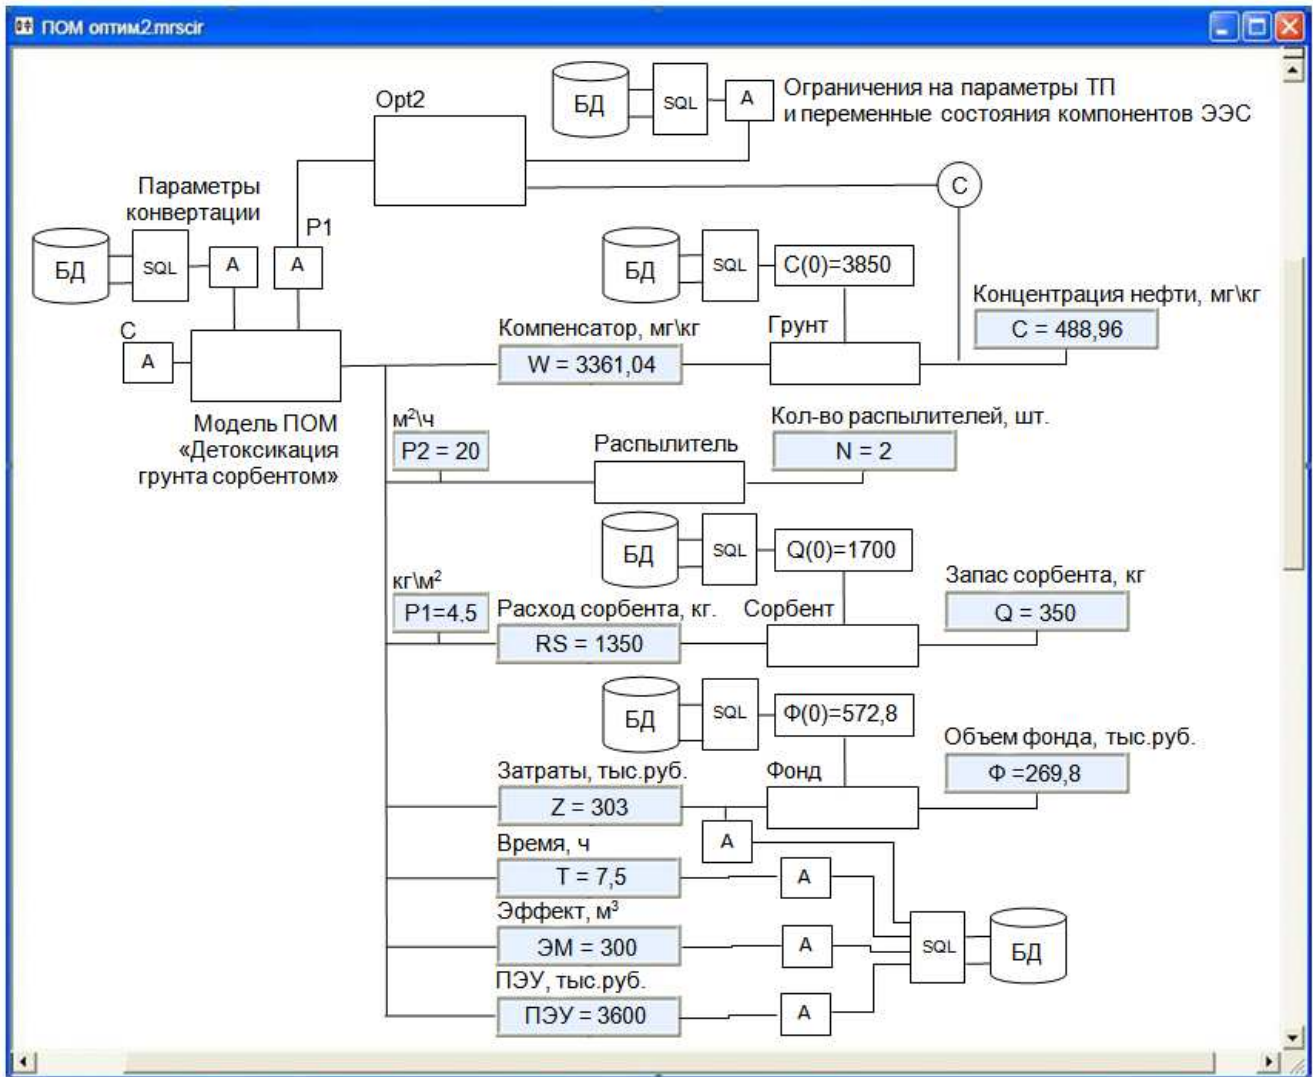 ПОМ оптим2.mrscir
Opt2
БД
SQL
А
Ограничения на параметры ТП
и переменные состояния компонентов ЭЭС
С
Параметры
конвертации
P1
БД
SQL
А
А
БД
SQL
C(0)=3850
Концентрация нефти, мг\кг
C = 488,96
С
А
Компенсатор, мг\кг
W = 3361,04
Грунт
Модель ПОМ
«Детоксикация
грунта сорбентом»
м²\ч
P2 = 20
Распылитель
Кол-во распылителей, шт.
N = 2
БД
SQL
Q(0)=1700
кг\м²
P1=4,5
Расход сорбента, кг.
RS = 1350
Сорбент
Запас сорбента, кг
Q = 350
БД
SQL
Ф(0)=572,8
Объем фонда, тыс.руб.
Ф =269,8
Затраты, тыс.руб.
Z = 303
Фонд
А
Время, ч
T = 7,5
А
Эффект, м³
ЭМ = 300
А
SQL
БД
ПЭУ, тыс.руб.
ПЭУ = 3600
А